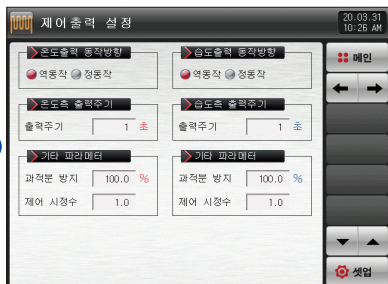 제어출력 설정
20.03.31
10:26 AM
온도출력 동작방향
역동작 정동작
온도측 출력주기
출력주기 1 초
기타 파라메터
과적분 방지 100.0 %
제어 시정수 1.0
습도출력 동작방향
역동작 정동작
습도측 출력주기
출력주기 1 초
기타 파라메터
과적분 방지 100.0 %
제어 시정수 1.0
메인
셋업